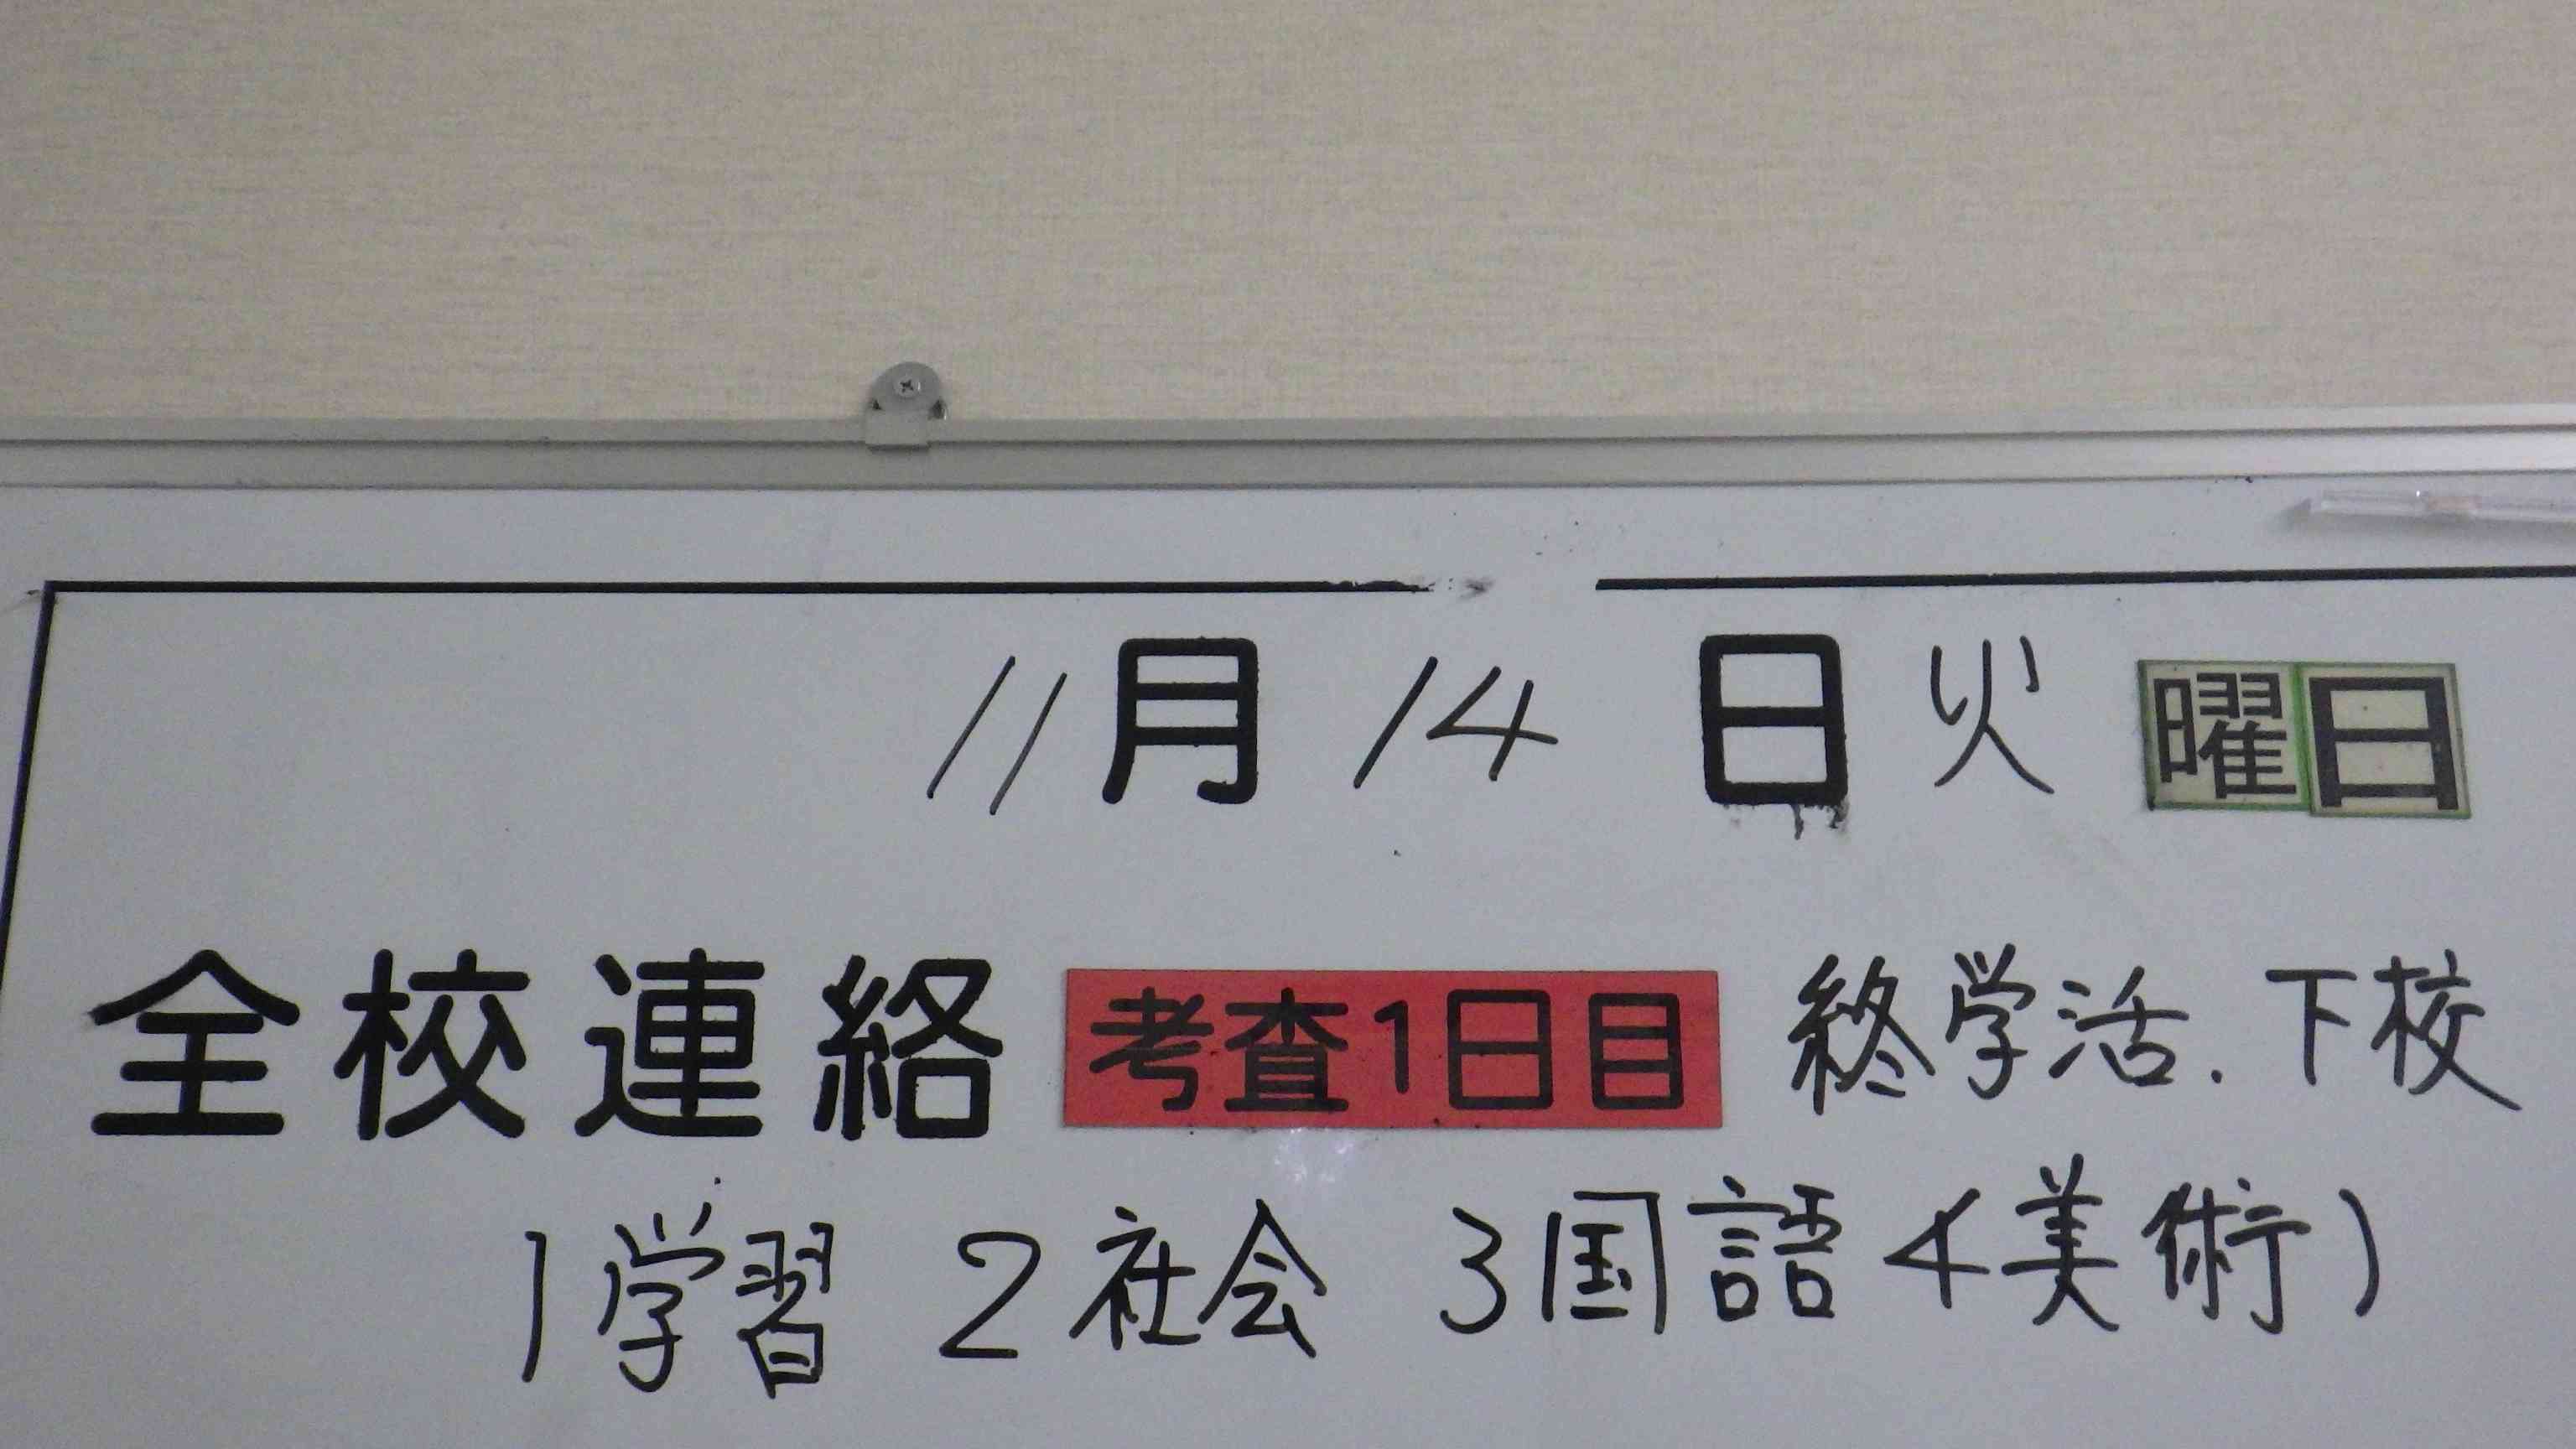 11月14日火曜日
全校連絡 考査1日目 終学活.下校
1学習 2社会 3国語 4美術)